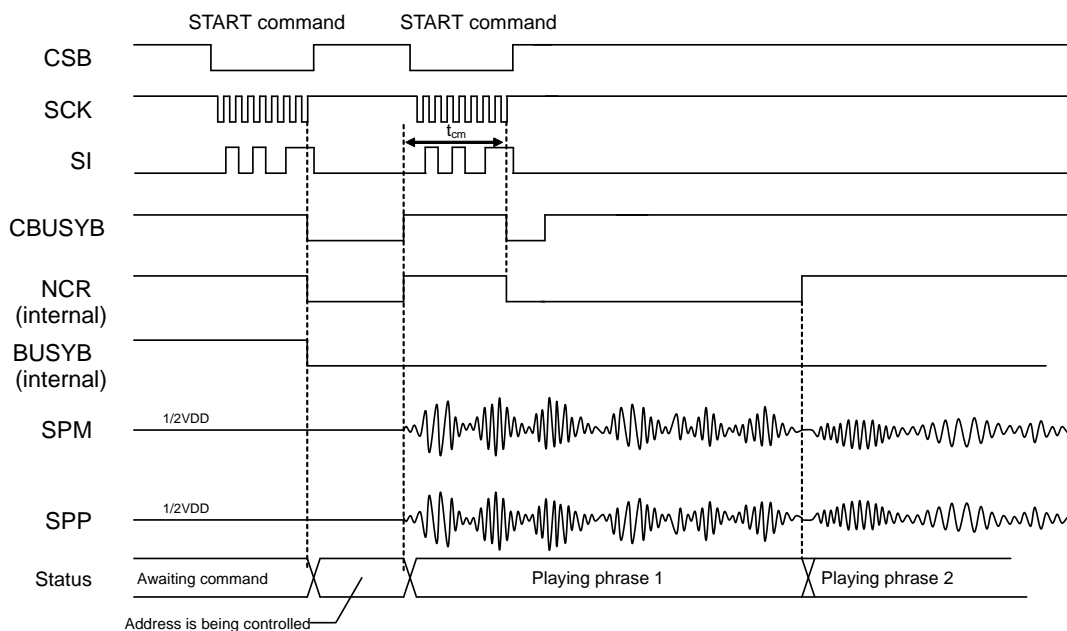 START command START command
CSB
SCK
t_cm
SI
CBUSYB
NCR
(internal)
BUSYB
(internal)
1/2VDD
SPM
1/2VDD
SPP
Status Awaiting command Playing phrase 1 Playing phrase 2
Address is being controlled